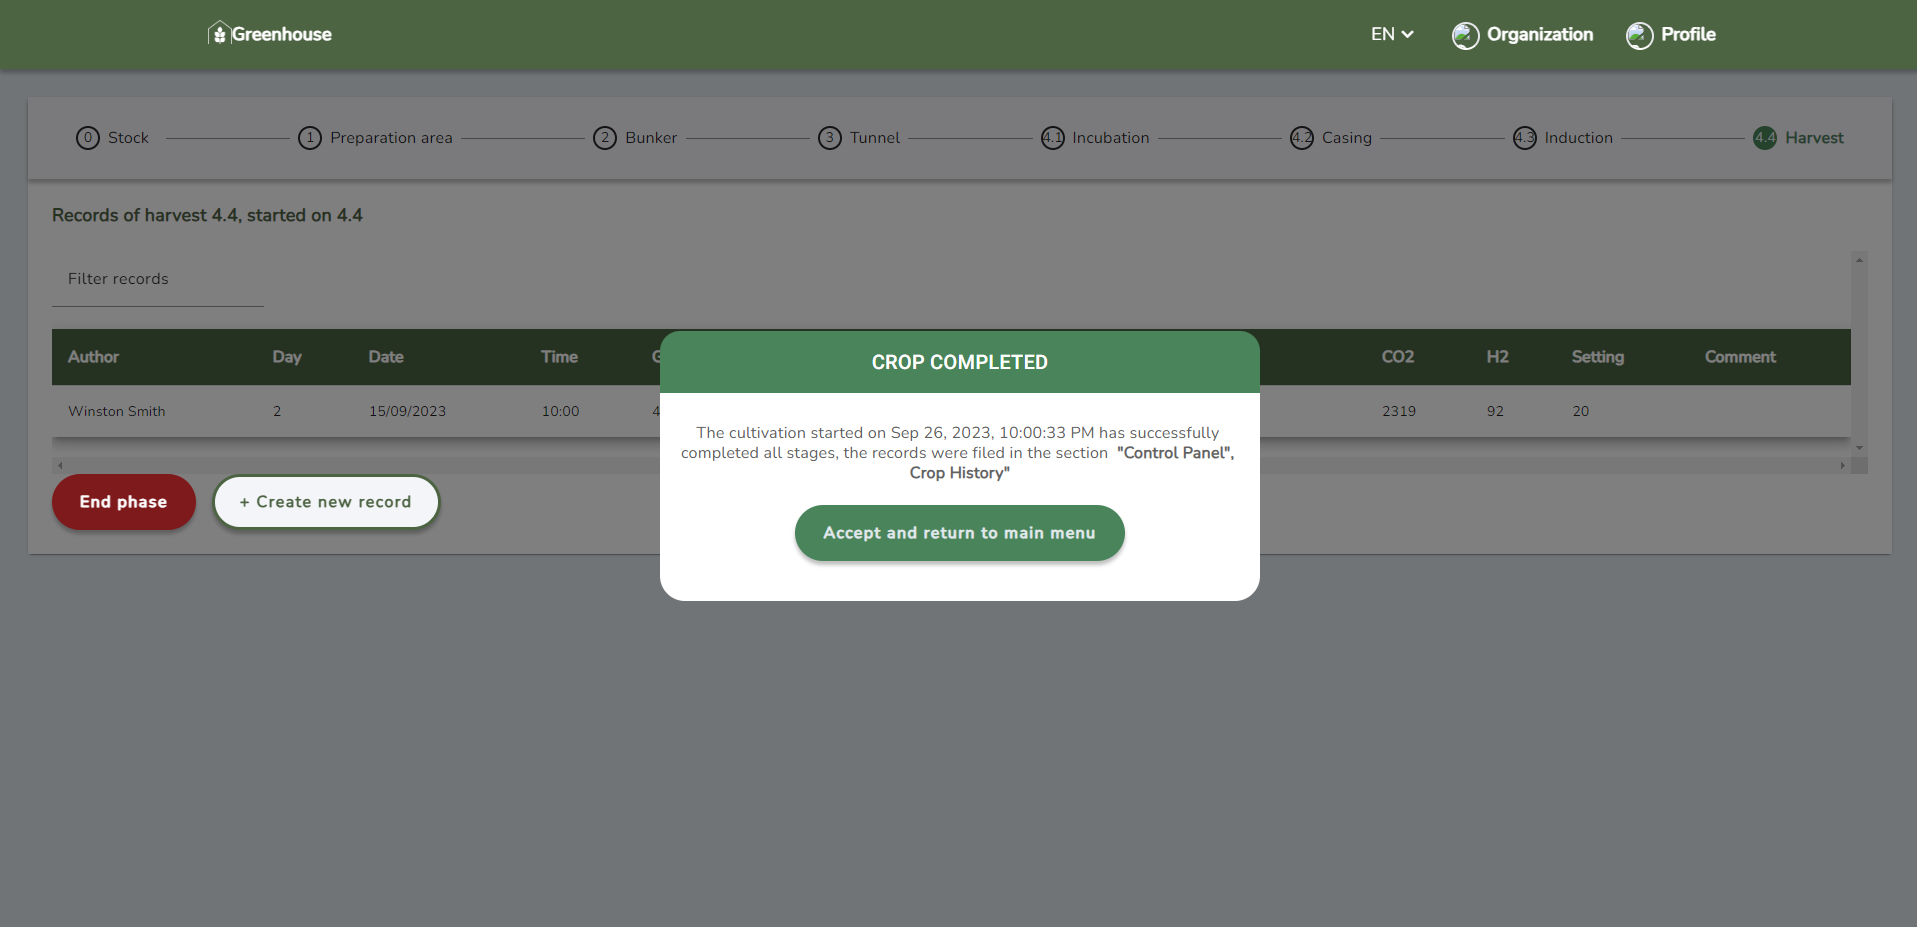 Greenhouse
EN
Organization
Profile
0 Stock
1 Preparation area
2 Bunker
3 Tunnel
4.1 Incubation
4.2 Casing
4.3 Induction
4.4 Harvest
Records of harvest 4.4, started on 4.4
Filter records
Author Day Date Time CO2 H2 Setting Comment
Winston Smith 2 15/09/2023 10:00 4 2319 92 20
CROP COMPLETED
The cultivation started on Sep 26, 2023, 10:00:33 PM has successfully
completed all stages, the records were filed in the section "Control Panel",
Crop History"
Accept and return to main menu
End phase
+ Create new record